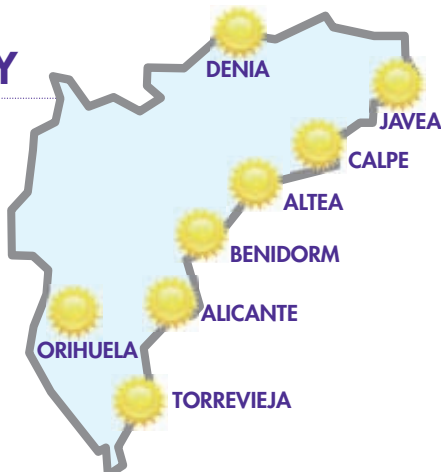 Y
DENIA
JAVEA
CALPE
ALTEA
BENIDORM
ALICANTE
ORIHUELA
TORREVIEJA